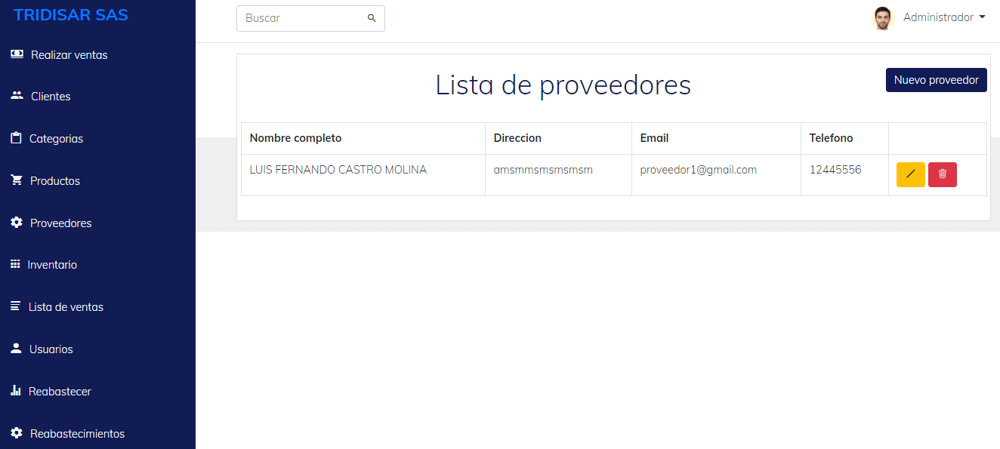 TRIDISAR SAS
Buscar
Administrador
Realizar ventas
Clientes
Categorias
Productos
Proveedores
Inventario
Lista de ventas
Usuarios
Reabastecer
Reabastecimientos
Lista de proveedores
Nuevo proveedor
Nombre completo Direccion Email Telefono
LUIS FERNANDO CASTRO MOLINA amsmmsmsmsmsm proveedor1@gmail.com 12445556